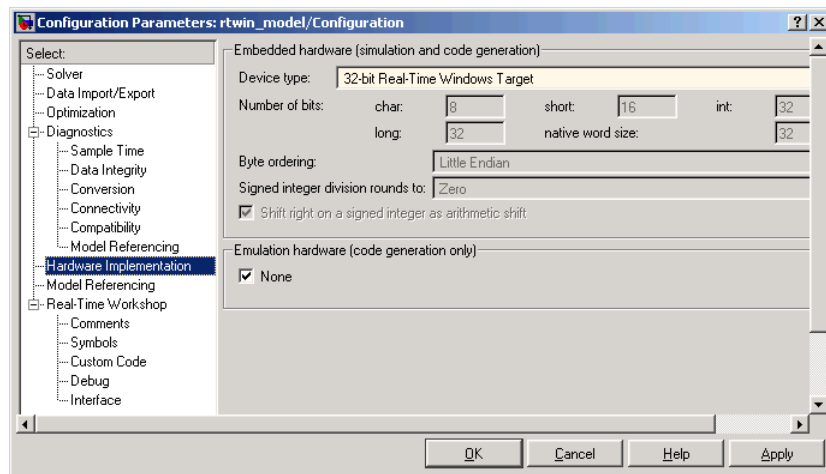 Configuration Parameters: rtwin_model/Configuration
Select:
Solver
Data Import/Export
Optimization
Diagnostics
Sample Time
Data Integrity
Conversion
Connectivity
Compatibility
Model Referencing
Hardware Implementation
Model Referencing
Real-Time Workshop
Comments
Symbols
Custom Code
Debug
Interface
Embedded hardware (simulation and code generation)
Device type: 32-bit Real-Time Windows Target
Number of bits: char: 8 short: 16 int: 32
long: 32 native word size: 32
Byte ordering: Little Endian
Signed integer division rounds to: Zero
Shift right on a signed integer as arithmetic shift
Emulation hardware (code generation only)
None
OK Cancel Help Apply